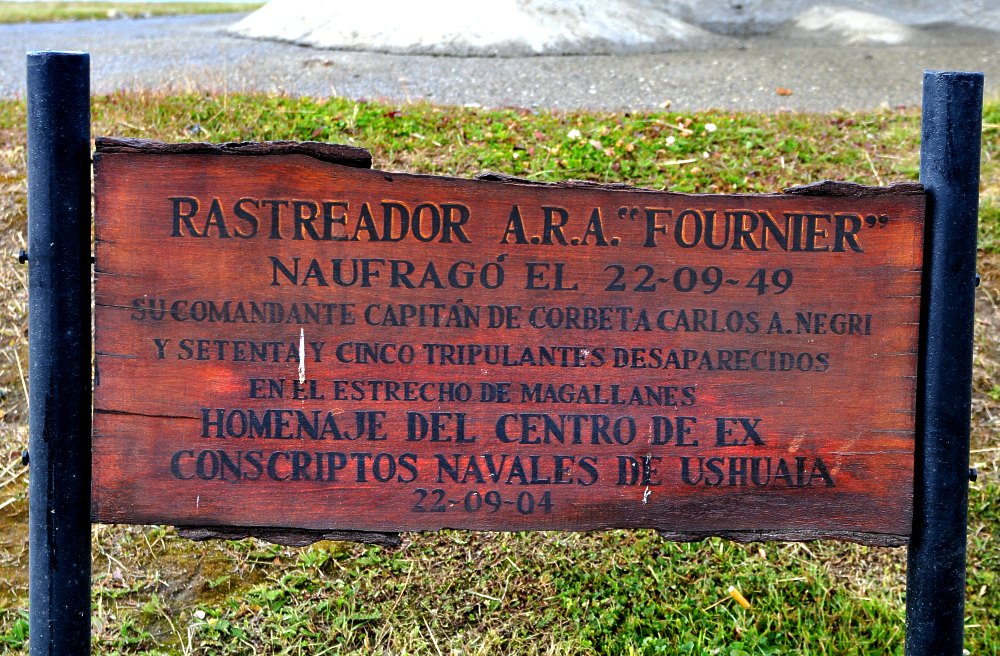 RASTREADOR A.R.A. “FOURNIER”
NAUFRAGÓ EL 22-09-49
SU COMANDANTE CAPITÁN DE CORBETA CARLOS A. NEGRI
Y SETENTA Y CINCO TRIPULANTES DESAPARECIDOS
EN EL ESTRECHO DE MAGALLANES
HOMENAJE DEL CENTRO DE EX
CONSCRIPTOS NAVALES DE USHUAIA
22-09-04